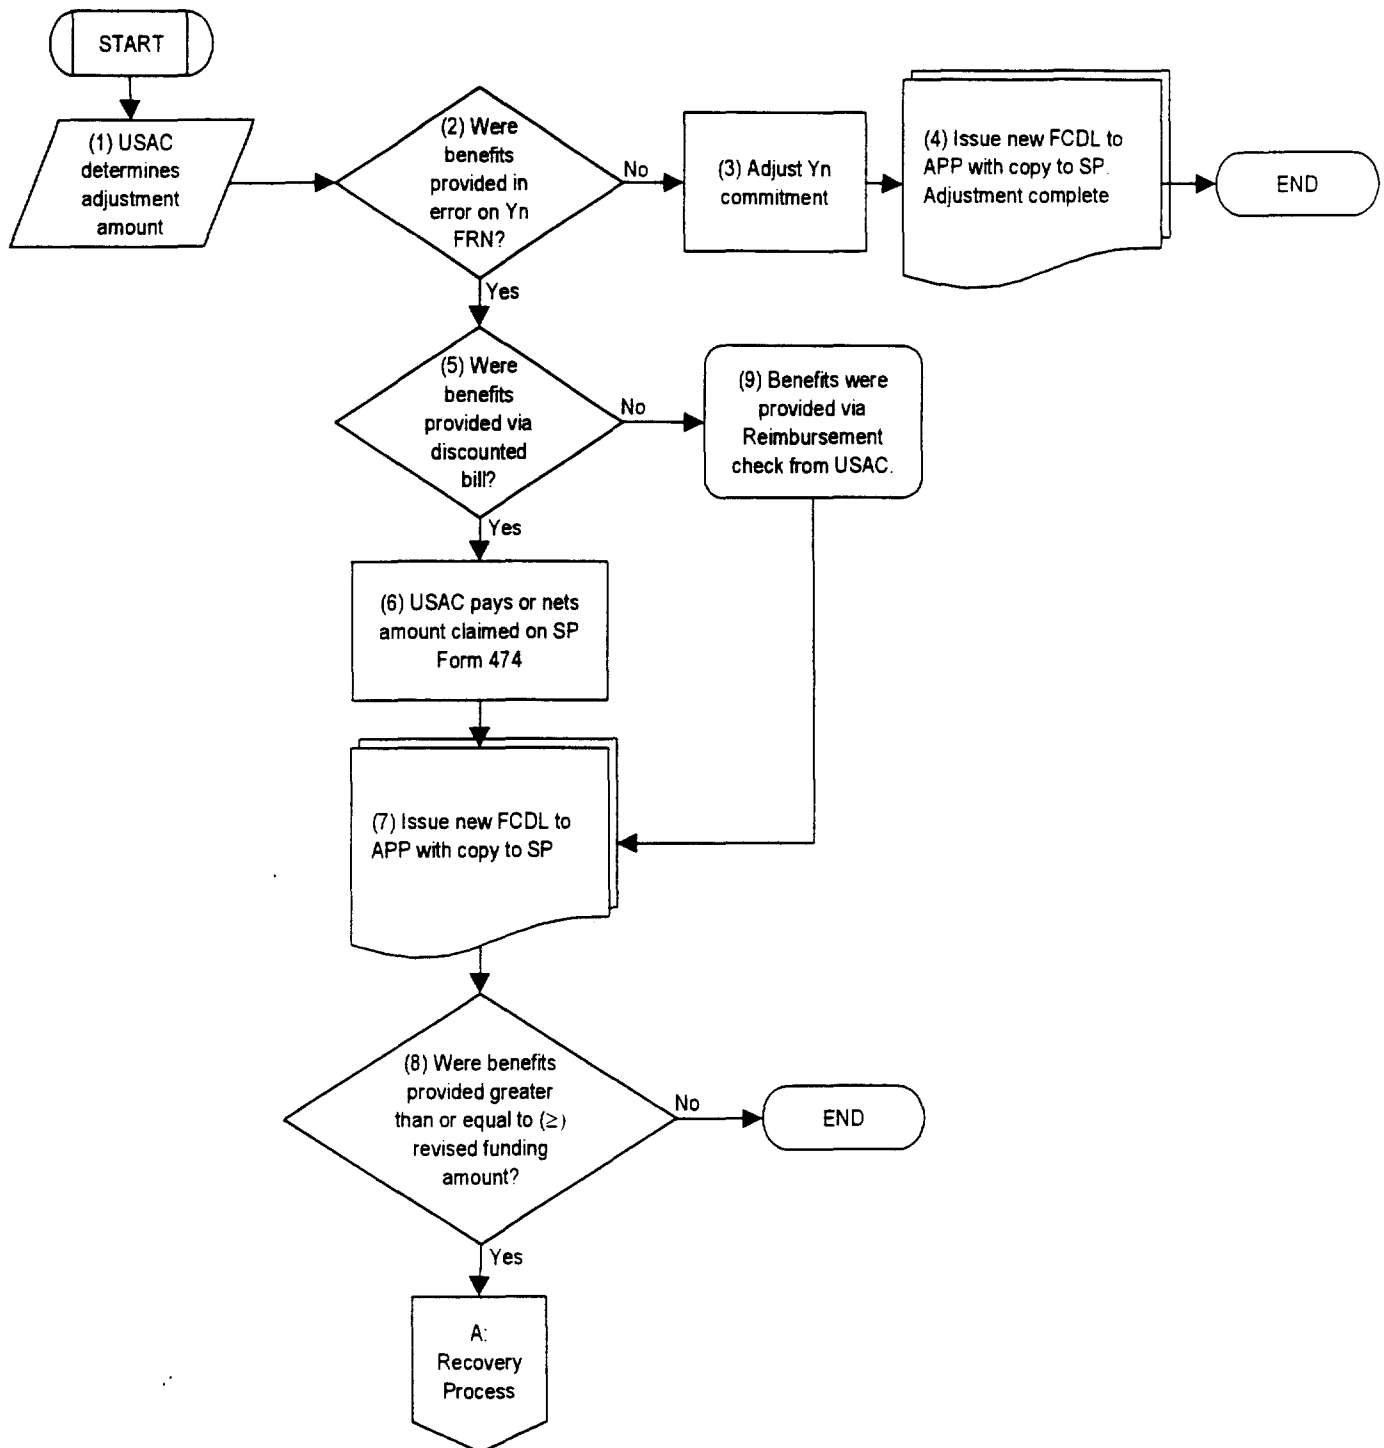 START
(1) USAC
determines
adjustment
amount
(2) Were
benefits
provided in
error on Yn
FRN?
No
(3) Adjust Yn
commitment
(4) Issue new FCDL to
APP with copy to SP.
Adjustment complete
END
Yes
(5) Were
benefits
provided via
discounted
bill?
No
(9) Benefits were
provided via
Reimbursement
check from USAC.
Yes
(6) USAC pays or nets
amount claimed on SP
Form 474
(7) Issue new FCDL to
APP with copy to SP
(8) Were benefits
provided greater
than or equal to (≥)
revised funding
amount?
No
END
Yes
A:
Recovery
Process